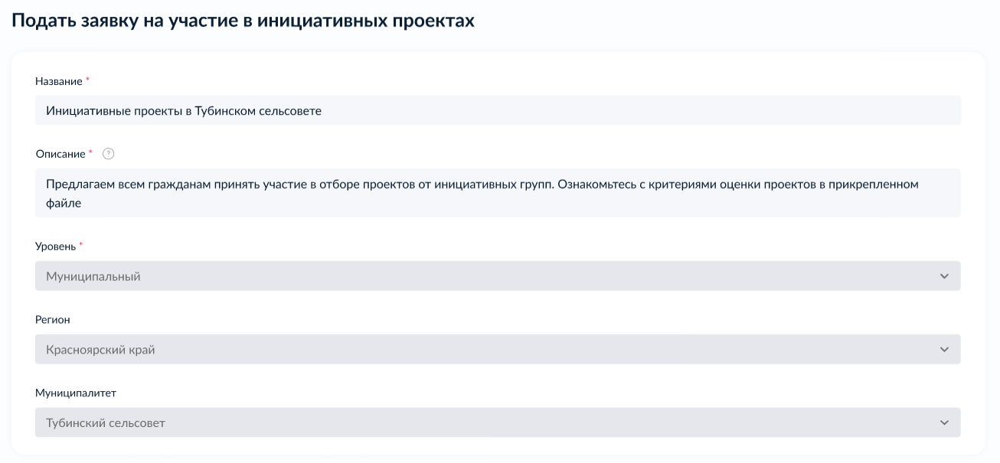 Подать заявку на участие в инициативных проектах
Название *
Инициативные проекты в Тубинском сельсовете
Описание * ?
Предлагаем всем гражданам принять участие в отборе проектов от инициативных групп. Ознакомьтесь с критериями оценки проектов в прикрепленном
файле
Уровень *
Муниципальный
Регион
Красноярский край
Муниципалитет
Тубинский сельсовет